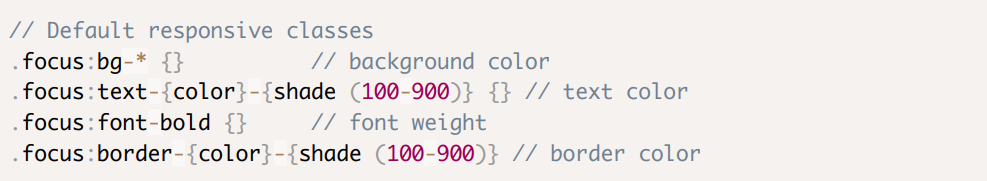 // Default responsive classes
.focus:bg-* {}        // background color
.focus:text-{color}-{shade (100-900)} {} // text color
.focus:font-bold {}    // font weight
.focus:border-{color}-{shade (100-900)} // border color